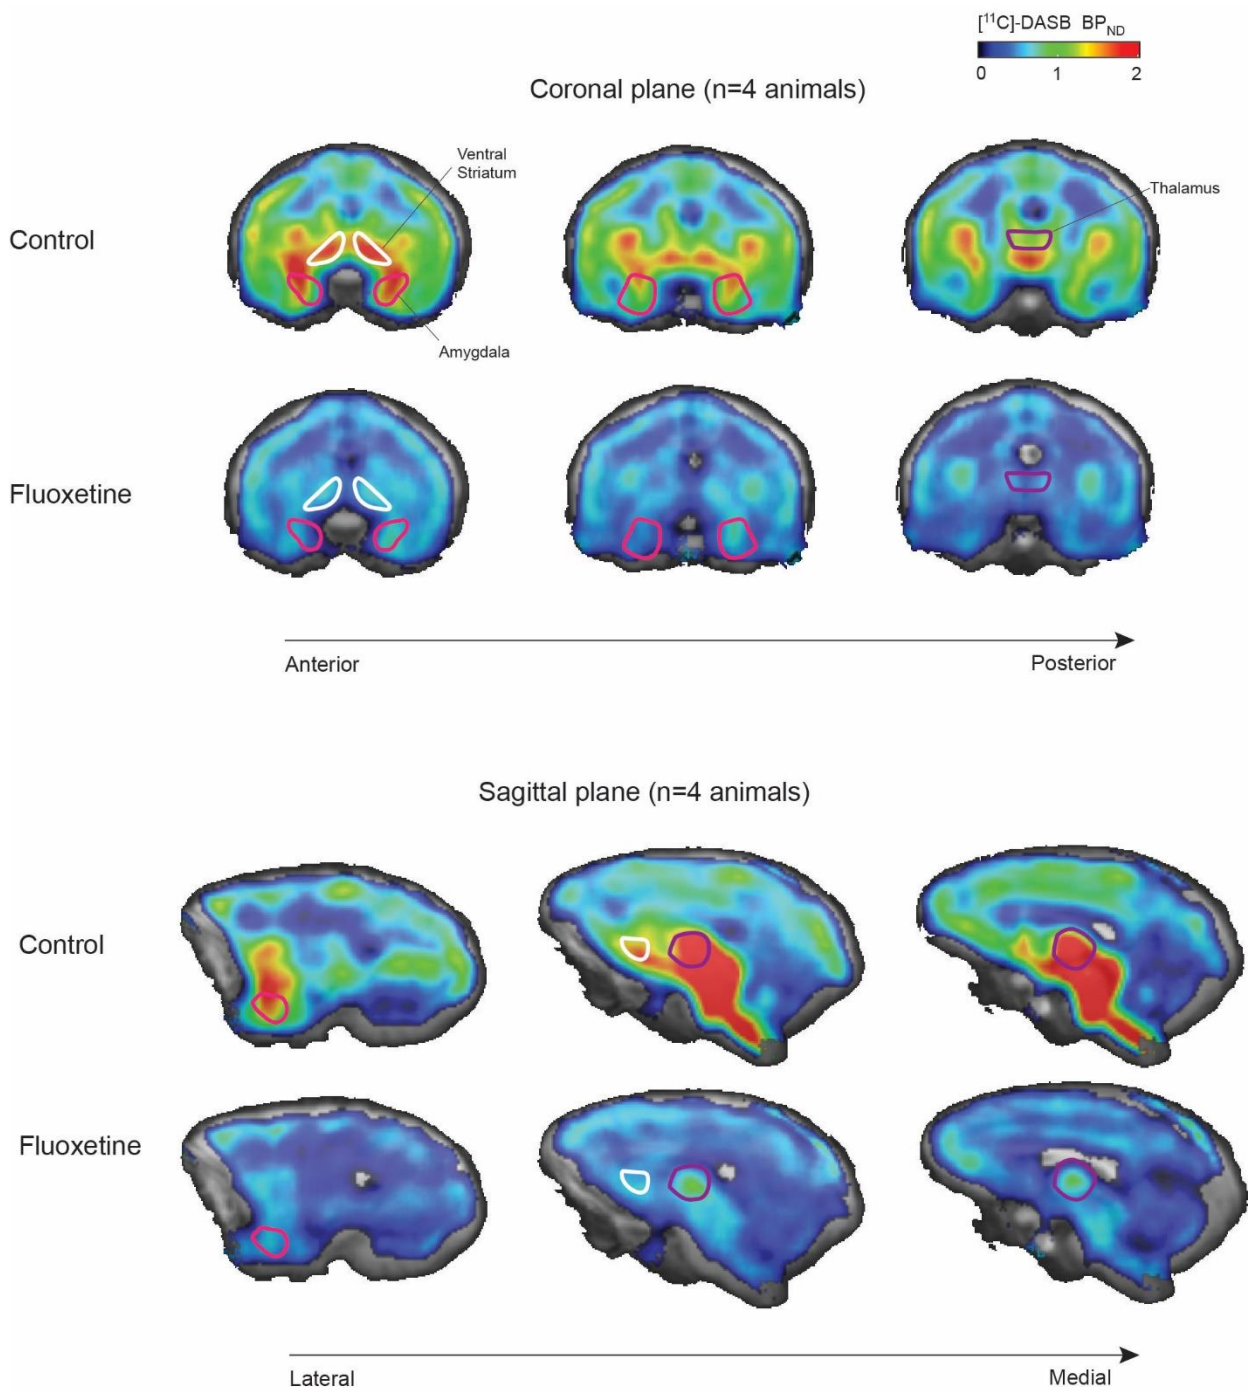 [¹¹C]-DASB BP_ND
0 1 2
Coronal plane (n=4 animals)
Ventral
Striatum
Thalamus
Control
Amygdala
Fluoxetine
Anterior
Posterior
Sagittal plane (n=4 animals)
Control
Fluoxetine
Lateral
Medial